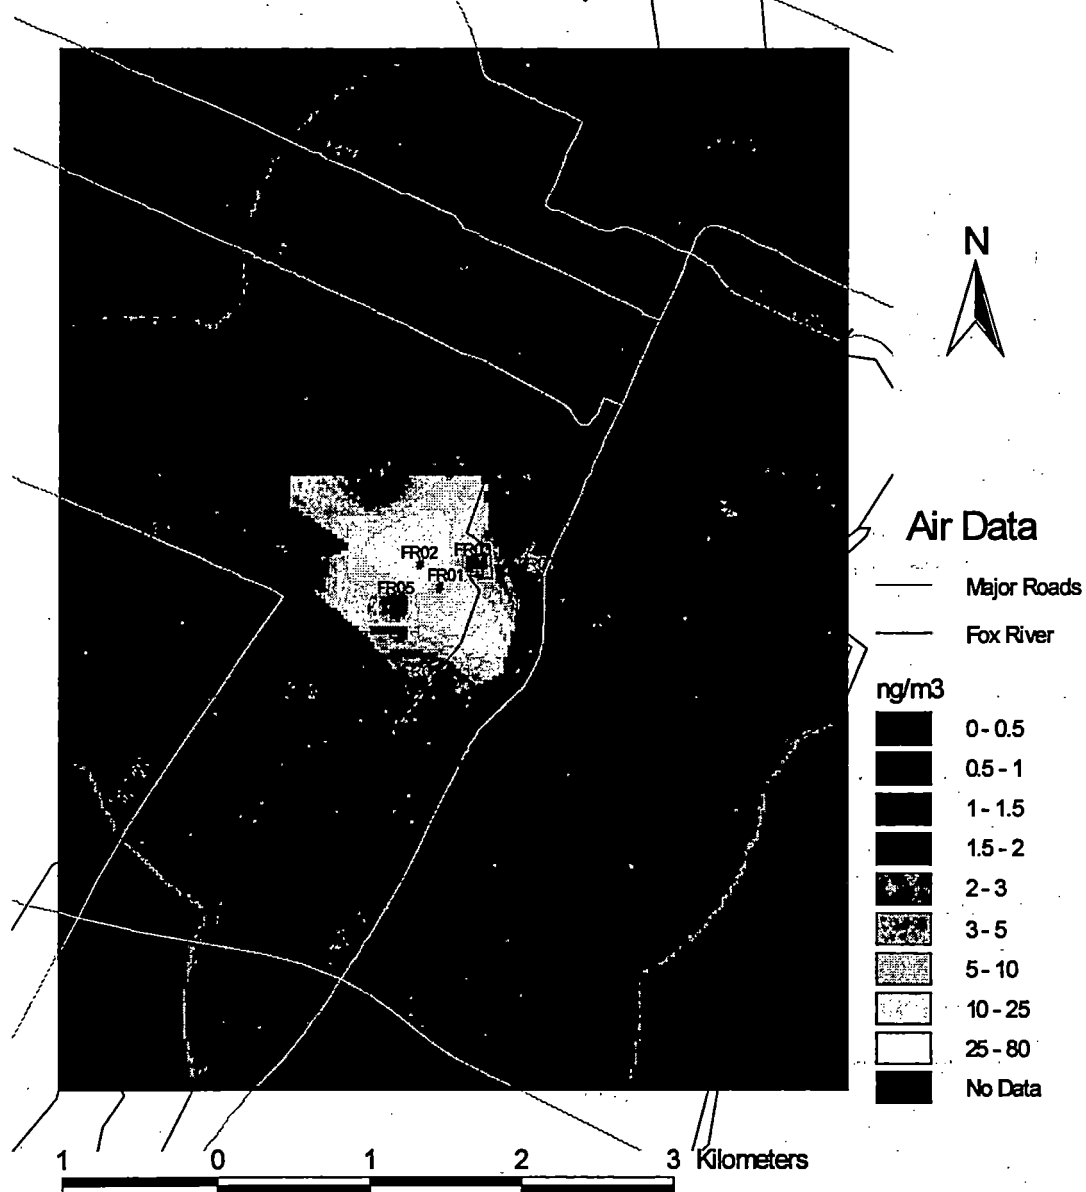 N
FR02
FR01
FR05
Air Data
Major Roads
Fox River
ng/m3
0 - 0.5
0.5 - 1
1 - 1.5
1.5 - 2
2 - 3
3 - 5
5 - 10
10 - 25
25 - 80
No Data
1 0 1 2 3 Kilometers